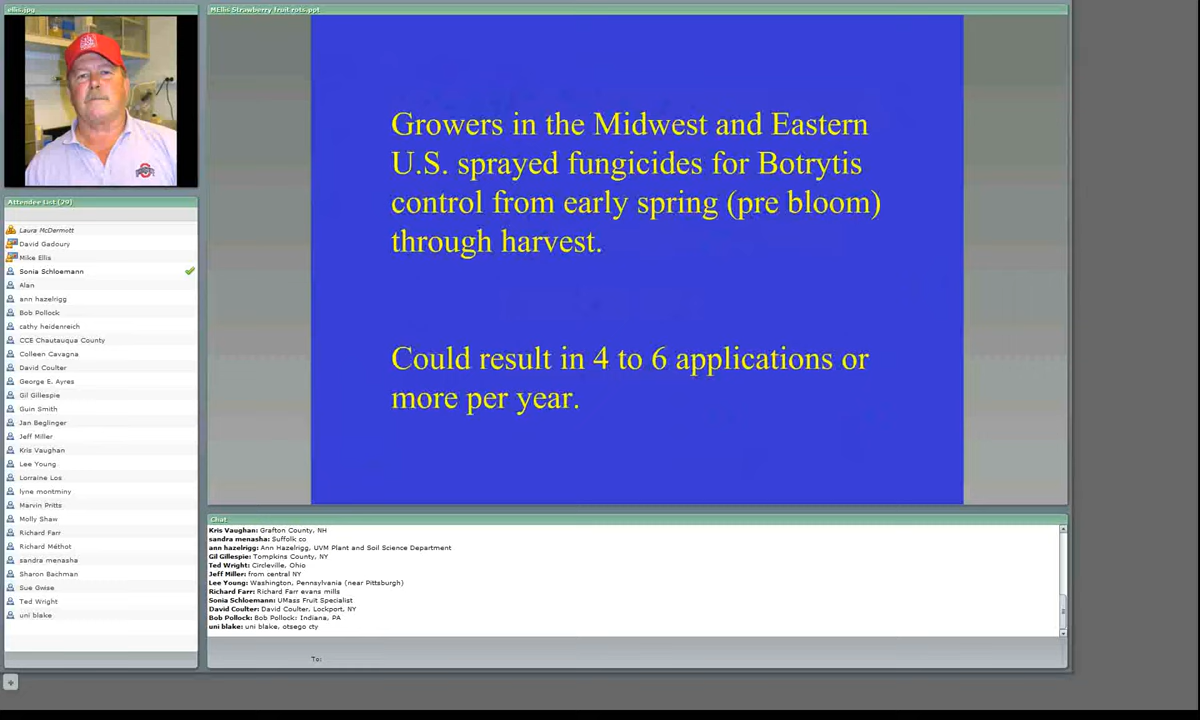 ellis.jpg
MEllis Strawberry fruit rots.ppt
Growers in the Midwest and Eastern
U.S. sprayed fungicides for Botrytis
control from early spring (pre bloom)
through harvest.
Could result in 4 to 6 applications or
more per year.
Attendee List (29)
Laura McDermott
David Gadoury
Mike Ellis
Sonia Schloemann
Alan
ann hazelrigg
Bob Pollock
cathy heidenreich
CCE Chautauqua County
Colleen Cavagna
David Coulter
George E. Ayres
Gil Gillespie
Guin Smith
Jan Beglinger
Jeff Miller
Kris Vaughan
Lee Young
Lorraine Los
lyne montminy
Marvin Pritts
Molly Shaw
Richard Farr
Richard Méthot
sandra menasha
Sharon Bachman
Sue Gwise
Ted Wright
uni blake
Chat
Kris Vaughan: Grafton County, NH
sandra menasha: Suffolk co
ann hazelrigg: Ann Hazelrigg, UVM Plant and Soil Science Department
Gil Gillespie: Tompkins County, NY
Ted Wright: Circleville, Ohio
Jeff Miller: from central NY
Lee Young: Washington, Pennsylvania (near Pittsburgh)
Richard Farr: Richard Farr evans mills
Sonia Schloemann: UMass Fruit Specialist
David Coulter: David Coulter, Lockport, NY
Bob Pollock: Bob Pollock: Indiana, PA
uni blake: uni blake, otsego cty
To: